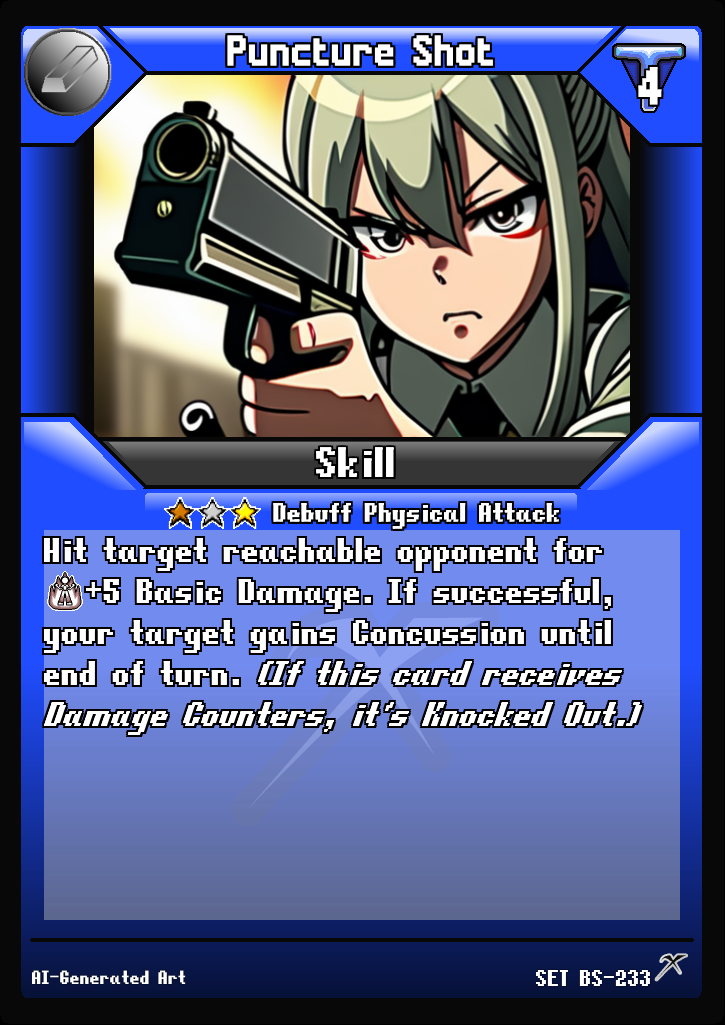 Puncture Shot
4
Skill
Debuff Physical Attack
Hit target reachable opponent for
+5 Basic Damage. If successful,
your target gains Concussion until
end of turn. (If this card receives
Damage Counters, it's Knocked Out.)
AI-Generated Art
SET BS-233